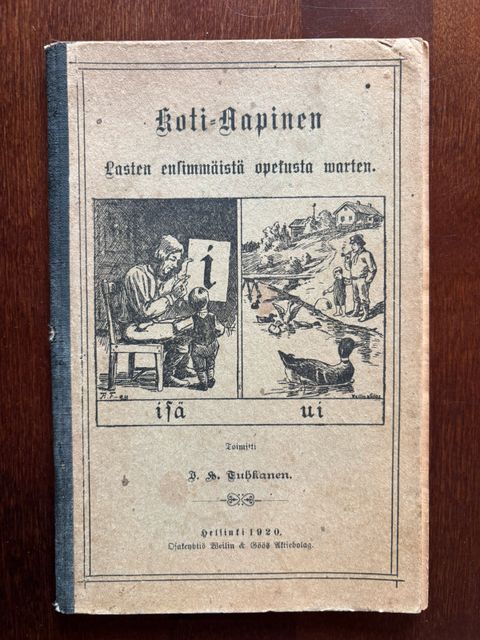 Koti-Aapinen
Lasten ensimmäistä opetusta warten.
i
isä
ui
Toimitti
J. H. Tuhkanen.
Helsinki 1920,
Osakeyhtiö Weilin & Göös Aktiebolag.